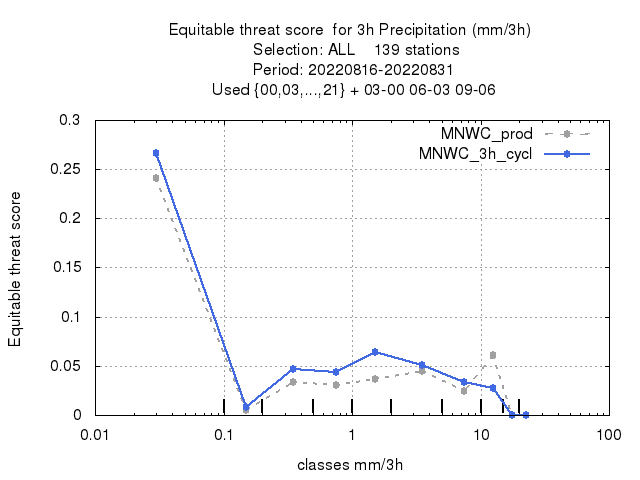 Equitable threat score  for 3h Precipitation (mm/3h)
Selection: ALL    139 stations
Period: 20220816-20220831
Used {00,03,...,21} + 03-00 06-03 09-06
MNWC_prod
MNWC_3h_cycl
Equitable threat score
0.3
0.25
0.2
0.15
0.1
0.05
0
0.01 0.1 1 10 100
classes mm/3h